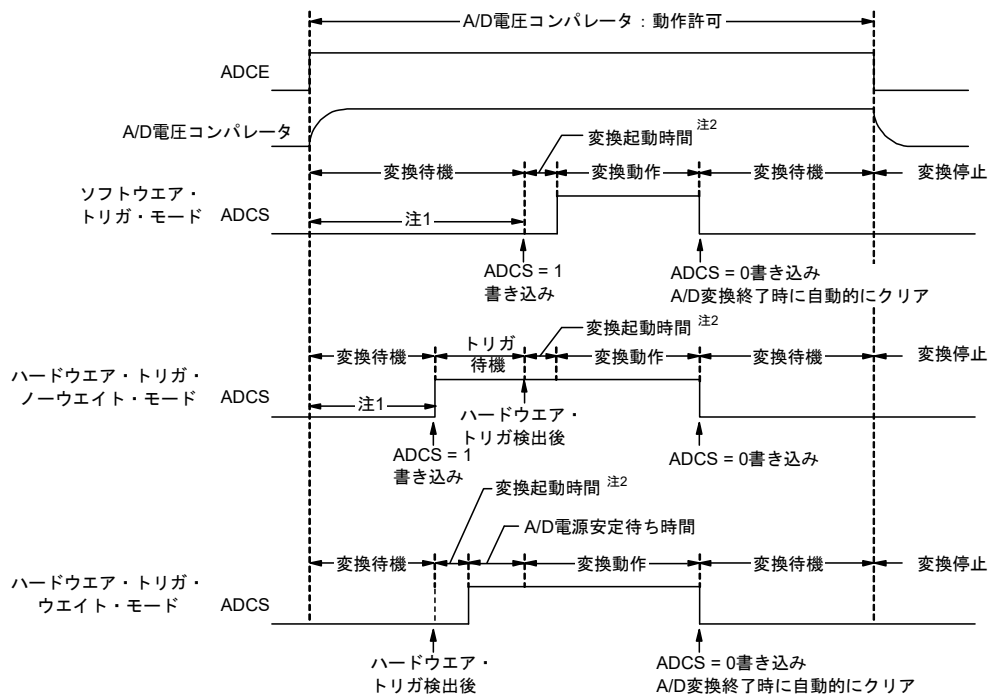 A/D電圧コンパレータ：動作許可
ADCE
A/D電圧コンパレータ
変換起動時間 注2
変換待機
変換動作
変換待機
変換停止
ソフトウエア・
トリガ・モード
ADCS
注1
ADCS = 1
書き込み
ADCS = 0書き込み
A/D変換終了時に自動的にクリア
変換起動時間 注2
変換待機
トリガ
待機
変換動作
変換待機
変換停止
ハードウエア・トリガ・
ノーウエイト・モード
ADCS
注1
ハードウエア・
トリガ検出後
ADCS = 1
書き込み
ADCS = 0書き込み
変換起動時間 注2
A/D電源安定待ち時間
変換待機
変換動作
変換待機
変換停止
ハードウエア・トリガ・
ウエイト・モード
ADCS
ハードウエア・
トリガ検出後
ADCS = 0書き込み
A/D変換終了時に自動的にクリア